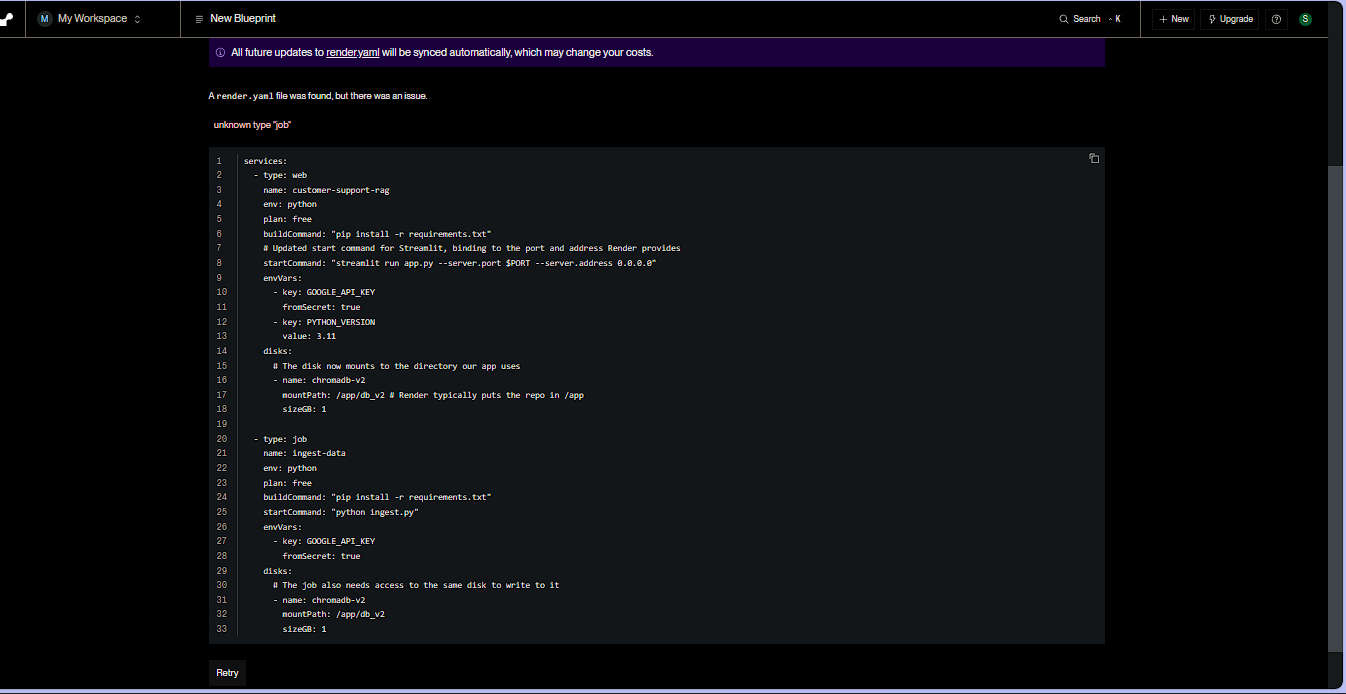 M My Workspace
New Blueprint
Search ^ K
+ New
Upgrade
S
All future updates to render.yaml will be synced automatically, which may change your costs.
A render.yaml file was found, but there was an issue.
unknown type "job"
1 services:
2   - type: web
3     name: customer-support-rag
4     env: python
5     plan: free
6     buildCommand: "pip install -r requirements.txt"
7     # Updated start command for Streamlit, binding to the port and address Render provides
8     startCommand: "streamlit run app.py --server.port $PORT --server.address 0.0.0.0"
9     envVars:
10       - key: GOOGLE_API_KEY
11         fromSecret: true
12       - key: PYTHON_VERSION
13         value: 3.11
14     disks:
15       # The disk now mounts to the directory our app uses
16       - name: chromadb-v2
17         mountPath: /app/db_v2 # Render typically puts the repo in /app
18         sizeGB: 1
19
20   - type: job
21     name: ingest-data
22     env: python
23     plan: free
24     buildCommand: "pip install -r requirements.txt"
25     startCommand: "python ingest.py"
26     envVars:
27       - key: GOOGLE_API_KEY
28         fromSecret: true
29     disks:
30       # The job also needs access to the same disk to write to it
31       - name: chromadb-v2
32         mountPath: /app/db_v2
33         sizeGB: 1
Retry